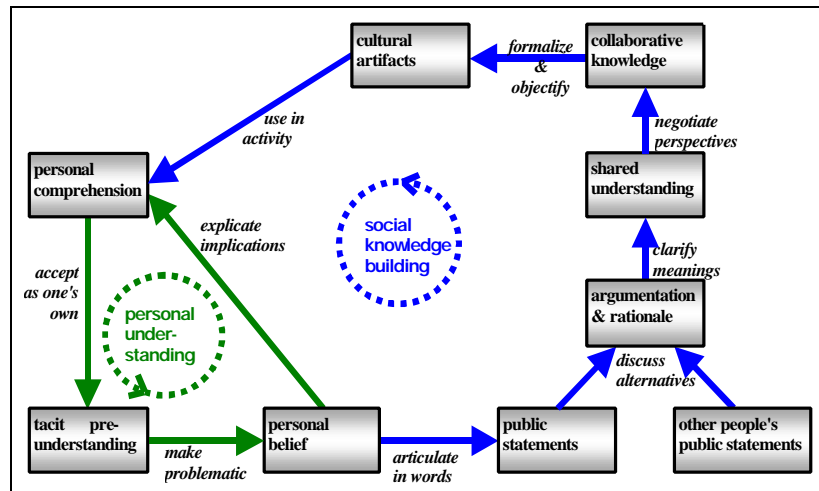 cultural
artifacts
formalize
&
objectify
collaborative
knowledge
use in
activity
negotiate
perspectives
personal
comprehension
shared
understanding
explicate
implications
social
knowledge
building
clarify
meanings
accept
as one's
own
personal
under-
standing
argumentation
& rationale
discuss
alternatives
tacit pre-
understanding
make
problematic
personal
belief
articulate
in words
public
statements
other people's
public statements